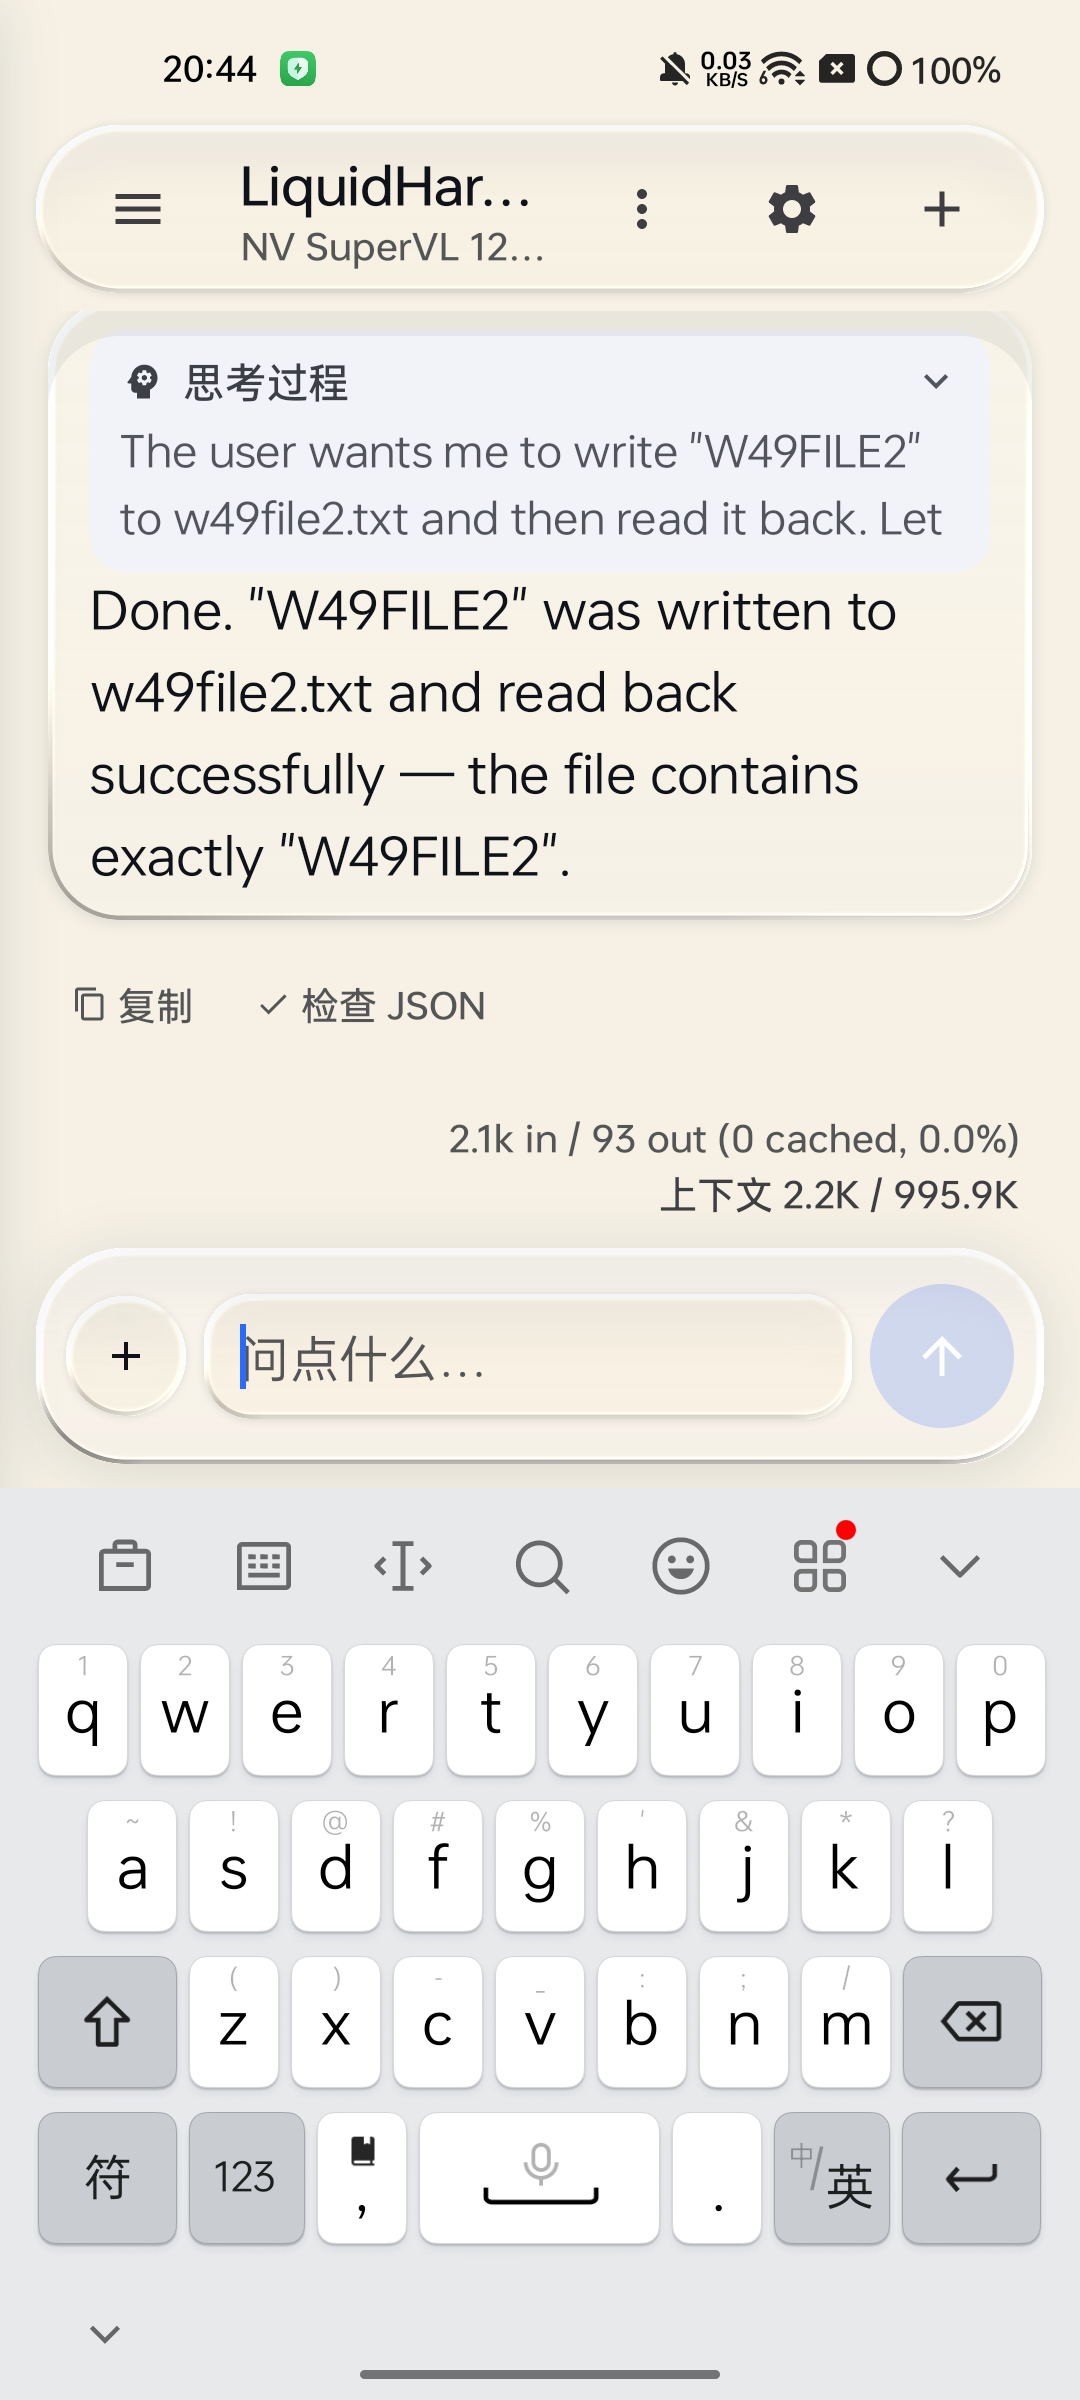 20:44
0.03
KB/S
6
100%
LiquidHar...
NV SuperVL 12...
思考过程
The user wants me to write "W49FILE2"
to w49file2.txt and then read it back. Let
Done. "W49FILE2" was written to
w49file2.txt and read back
successfully — the file contains
exactly "W49FILE2".
复制
检查 JSON
2.1k in / 93 out (0 cached, 0.0%)
上下文 2.2K / 995.9K
问点什么...
1 2 3 4 5 6 7 8 9 0
q w e r t y u i o p
~ ! @ # % ' & * ?
a s d f g h j k l
( ) - _ : ; /
z x c v b n m
符 123 , . 中/英